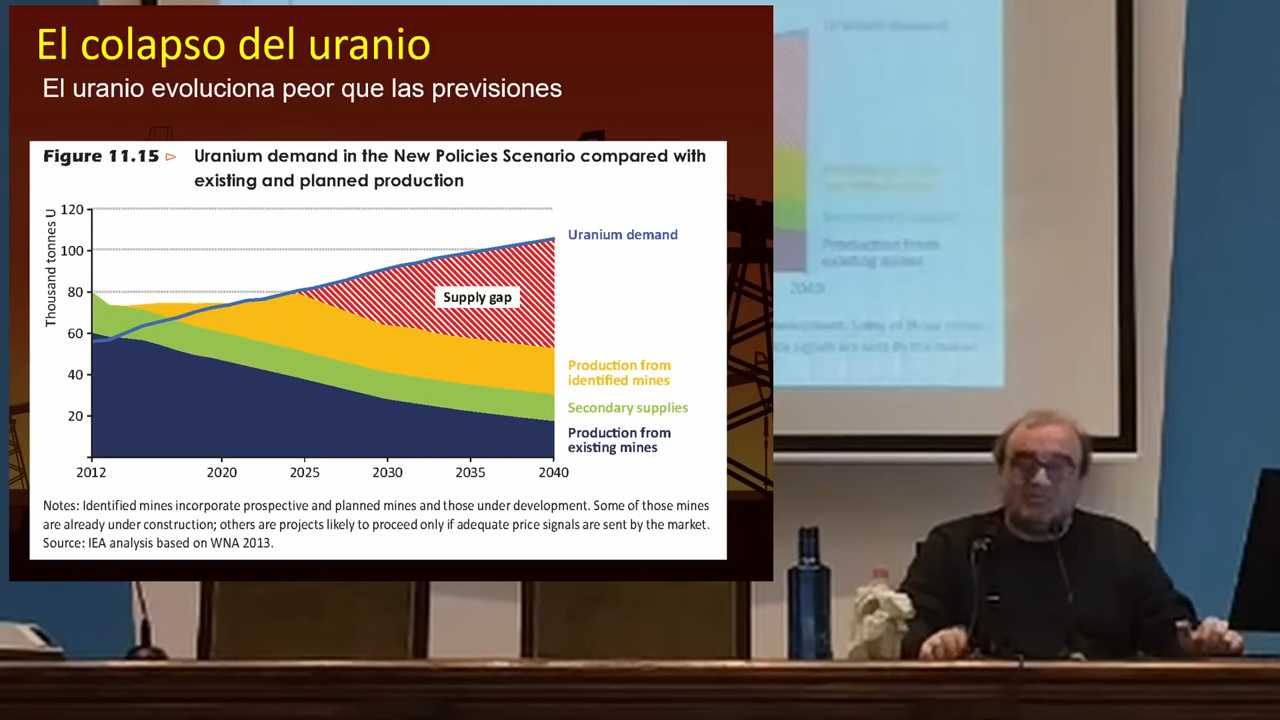 El colapso del uranio
El uranio evoluciona peor que las previsiones
Figure 11.15 ▷ Uranium demand in the New Policies Scenario compared with
existing and planned production
Thousand tonnes U
120
100
80
60
40
20
2012
2020
2025
2030
2035
2040
Uranium demand
Supply gap
Production from
identified mines
Secondary supplies
Production from
existing mines
Notes: Identified mines incorporate prospective and planned mines and those under development. Some of those mines
are already under construction; others are projects likely to proceed only if adequate price signals are sent by the market.
Source: IEA analysis based on WNA 2013.
Production from
existing mines
2040